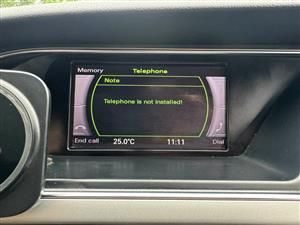 Memory
Telephone
Note
Telephone is not installed!
End call
25.0°C
11:11
Dial